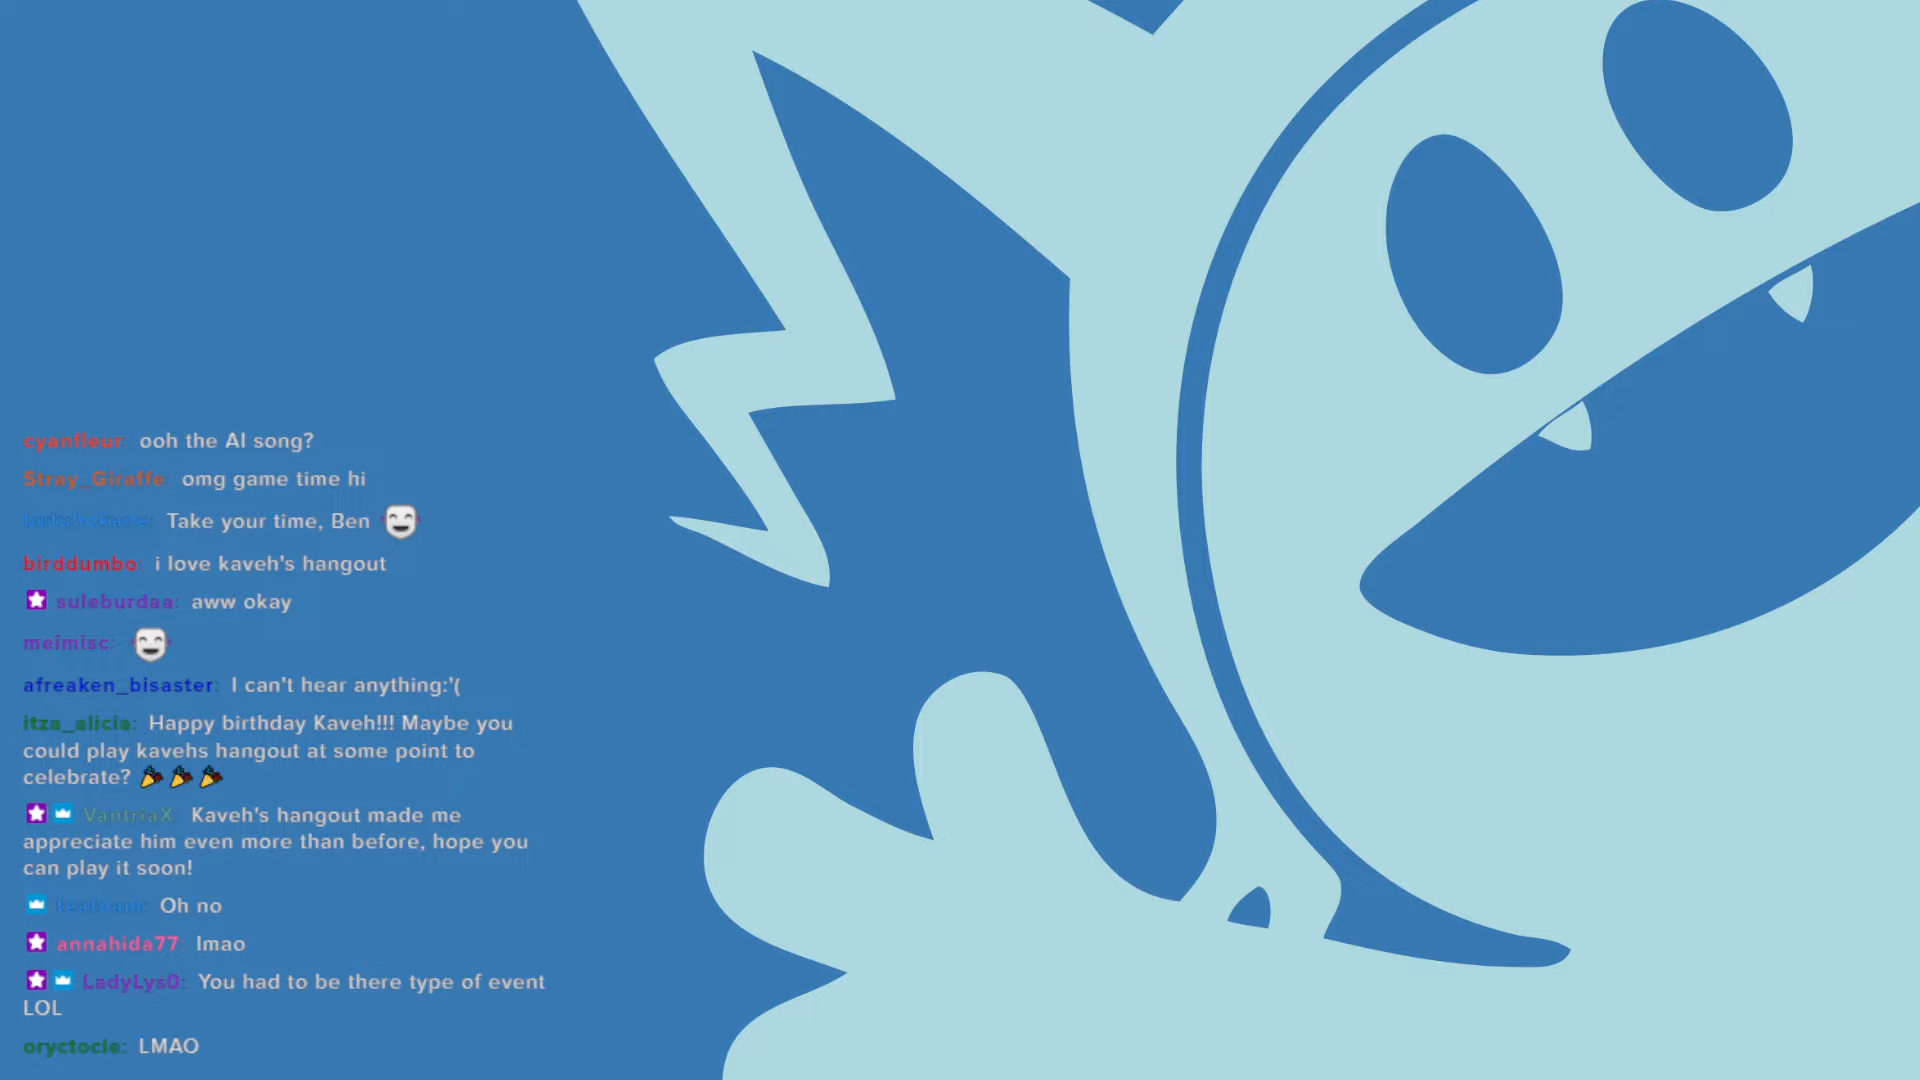 cyanfleur: ooh the AI song?
Stray_Giraffe: omg game time hi
Take your time, Ben
birddumbo: i love kaveh's hangout
suleburdaa: aww okay
meimisc:
afreaken_bisaster: I can't hear anything:'(
itza_alicia: Happy birthday Kaveh!!! Maybe you
could play kavehs hangout at some point to
celebrate?
VantriaX: Kaveh's hangout made me
appreciate him even more than before, hope you
can play it soon!
Oh no
annahida77: lmao
LadyLys0: You had to be there type of event
LOL
oryctocle: LMAO